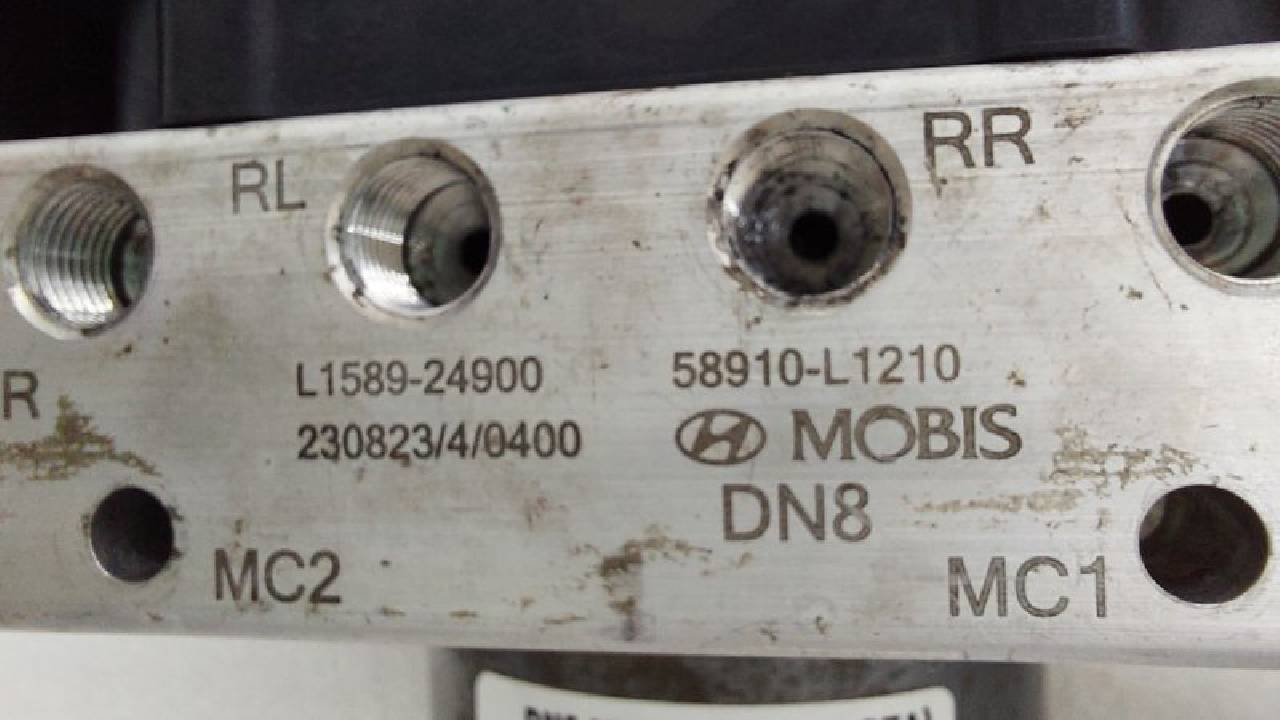 RL
RR
R
L1589-24900
58910-L1210
230823/4/0400
MOBIS
DN8
MC2
MC1